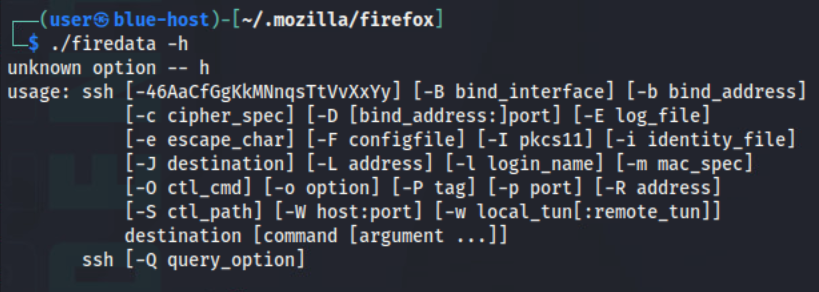 ┌──(user㉿blue-host)-[~/.mozilla/firefox]
└─$ ./firedata -h
unknown option -- h
usage: ssh [-46AaCfGgKkMNnqsTtVvXxYy] [-B bind_interface] [-b bind_address]
           [-c cipher_spec] [-D [bind_address:]port] [-E log_file]
           [-e escape_char] [-F configfile] [-I pkcs11] [-i identity_file]
           [-J destination] [-L address] [-l login_name] [-m mac_spec]
           [-O ctl_cmd] [-o option] [-P tag] [-p port] [-R address]
           [-S ctl_path] [-W host:port] [-w local_tun[:remote_tun]]
           destination [command [argument ...]]
       ssh [-Q query_option]